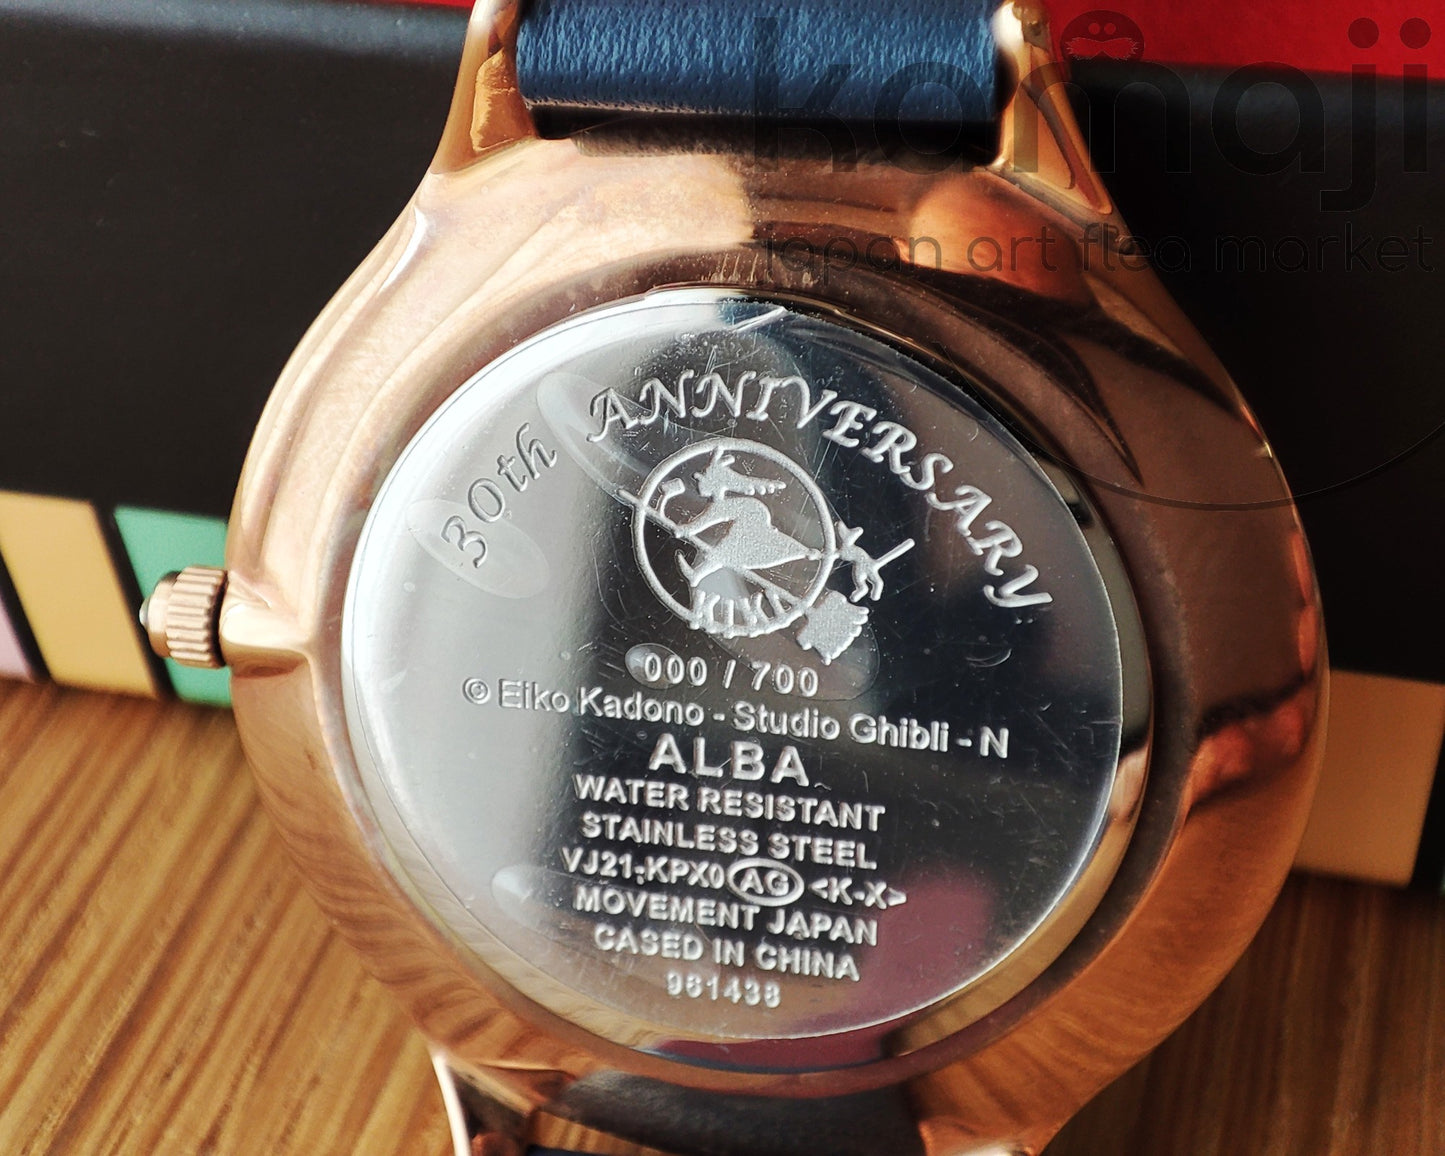 kamaji
japan art flea market
30th ANNIVERSARY
KIKI
000 / 700
© Eiko Kadono - Studio Ghibli - N
ALBA
WATER RESISTANT
STAINLESS STEEL
VJ21-KPX0 AG <K-X>
MOVEMENT JAPAN
CASED IN CHINA
961438